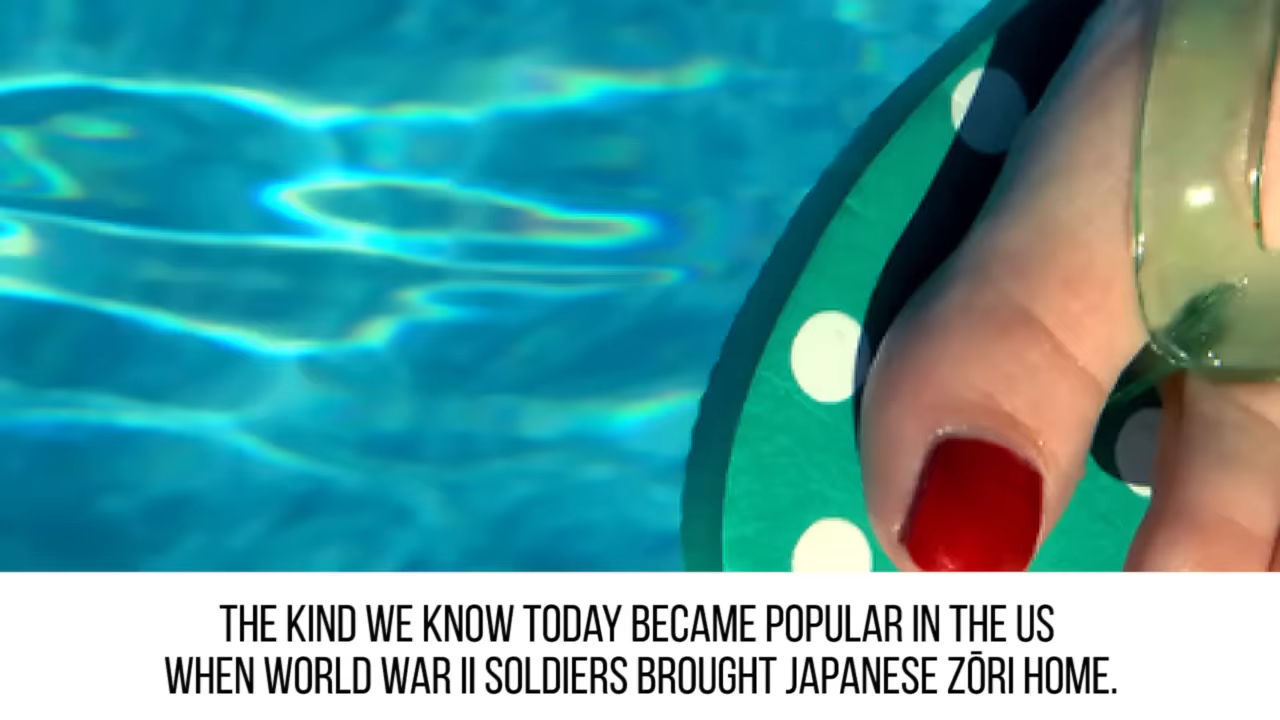 THE KIND WE KNOW TODAY BECAME POPULAR IN THE US
WHEN WORLD WAR II SOLDIERS BROUGHT JAPANESE ZŌRI HOME.